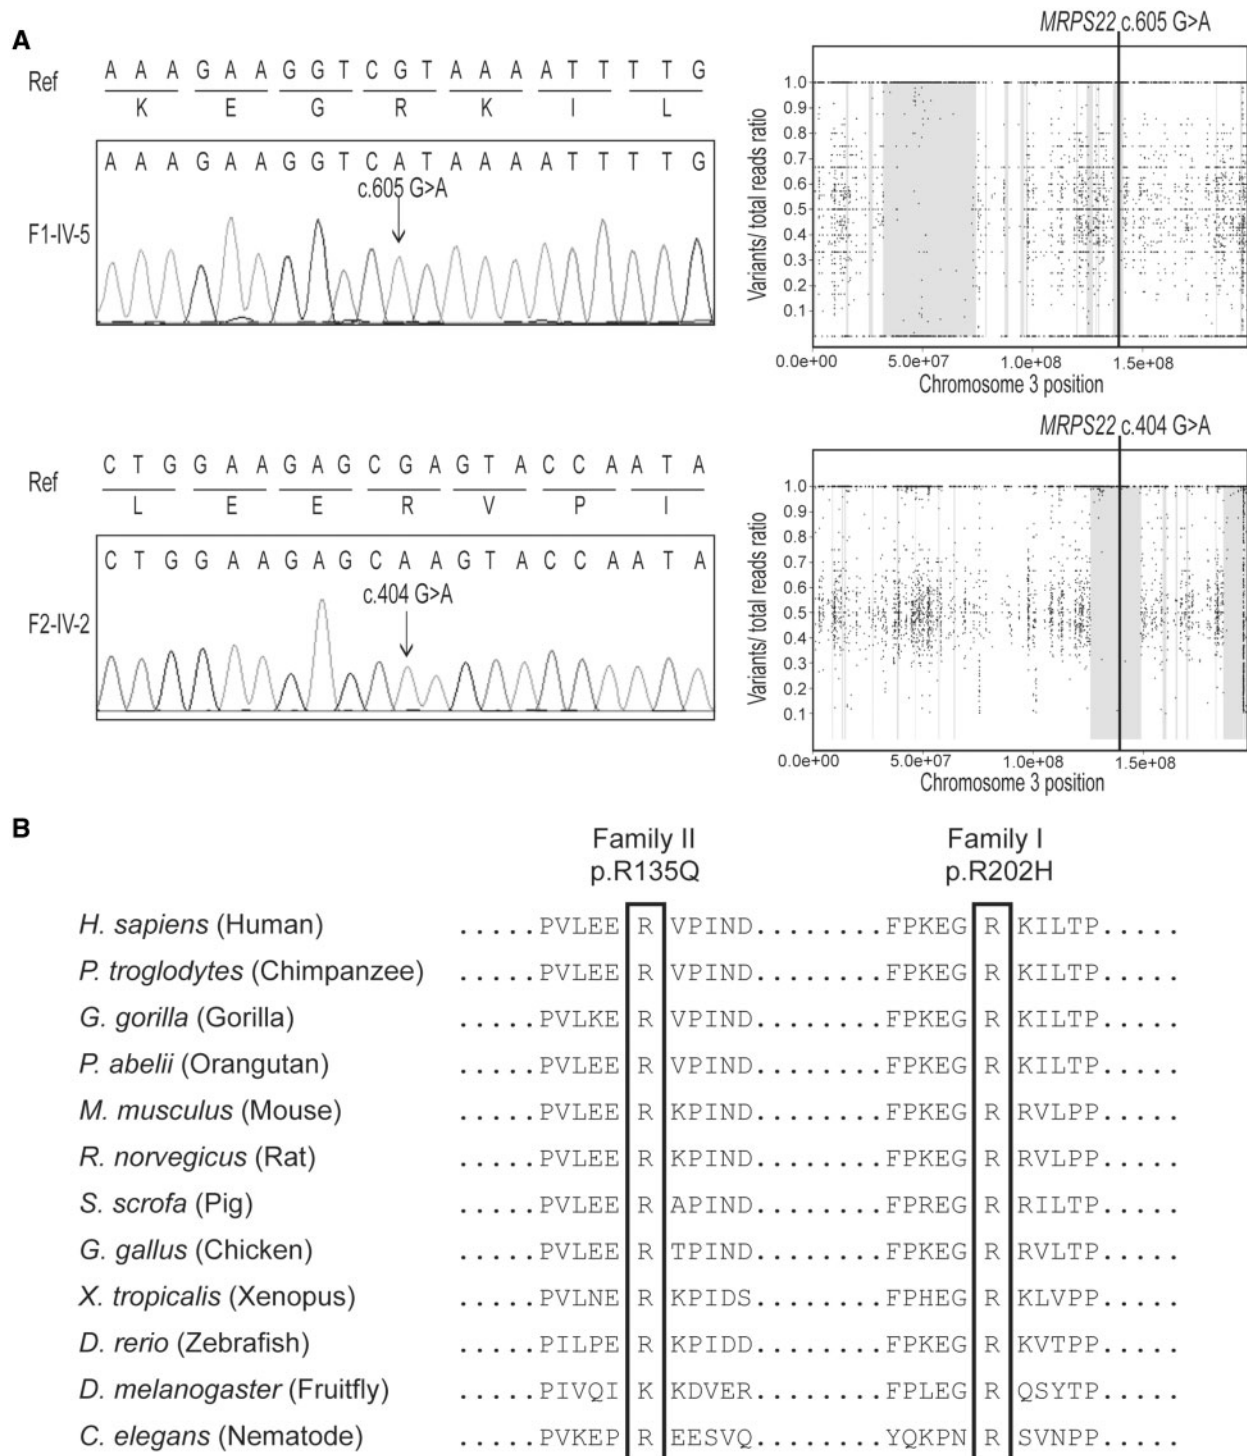 A
Ref
A A A G A A G G T C G T A A A A T T T T G
K E G R K I L
A A A G A A G G T C A T A A A A T T T T G
c.605 G>A
F1-IV-5
MRPS22 c.605 G>A
Variants/ total reads ratio
1.0
0.9
0.8
0.7
0.6
0.5
0.4
0.3
0.2
0.1
0.0e+00 5.0e+07 1.0e+08 1.5e+08
Chromosome 3 position
Ref
C T G G A A G A G C G A G T A C C A A T A
L E E R V P I
C T G G A A G A G C A A G T A C C A A T A
c.404 G>A
F2-IV-2
MRPS22 c.404 G>A
Variants/ total reads ratio
1.0
0.9
0.8
0.7
0.6
0.5
0.4
0.3
0.2
0.1
0.0e+00 5.0e+07 1.0e+08 1.5e+08
Chromosome 3 position
B
Family II Family I
p.R135Q p.R202H
H. sapiens (Human) .....PVLEE R VPIND........FPKEG R KILTP.....
P. troglodytes (Chimpanzee) .....PVLEE R VPIND........FPKEG R KILTP.....
G. gorilla (Gorilla) .....PVLKE R VPIND........FPKEG R KILTP.....
P. abelii (Orangutan) .....PVLEE R VPIND........FPKEG R KILTP.....
M. musculus (Mouse) .....PVLEE R KPIND........FPKEG R RVLPP.....
R. norvegicus (Rat) .....PVLEE R KPIND........FPKEG R RVLPP.....
S. scrofa (Pig) .....PVLEE R APIND........FPREG R RILTP.....
G. gallus (Chicken) .....PVLEE R TPIND........FPKEG R RVLTP.....
X. tropicalis (Xenopus) .....PVLNE R KPIDS........FPHEG R KLVPP.....
D. rerio (Zebrafish) .....PILPE R KPIDD........FPKEG R KVTPP.....
D. melanogaster (Fruitfly) .....PIVQI K KDVER........FPLEG R QSYTP.....
C. elegans (Nematode) .....PVKEP R EESVQ........YQKPN R SVNPP.....